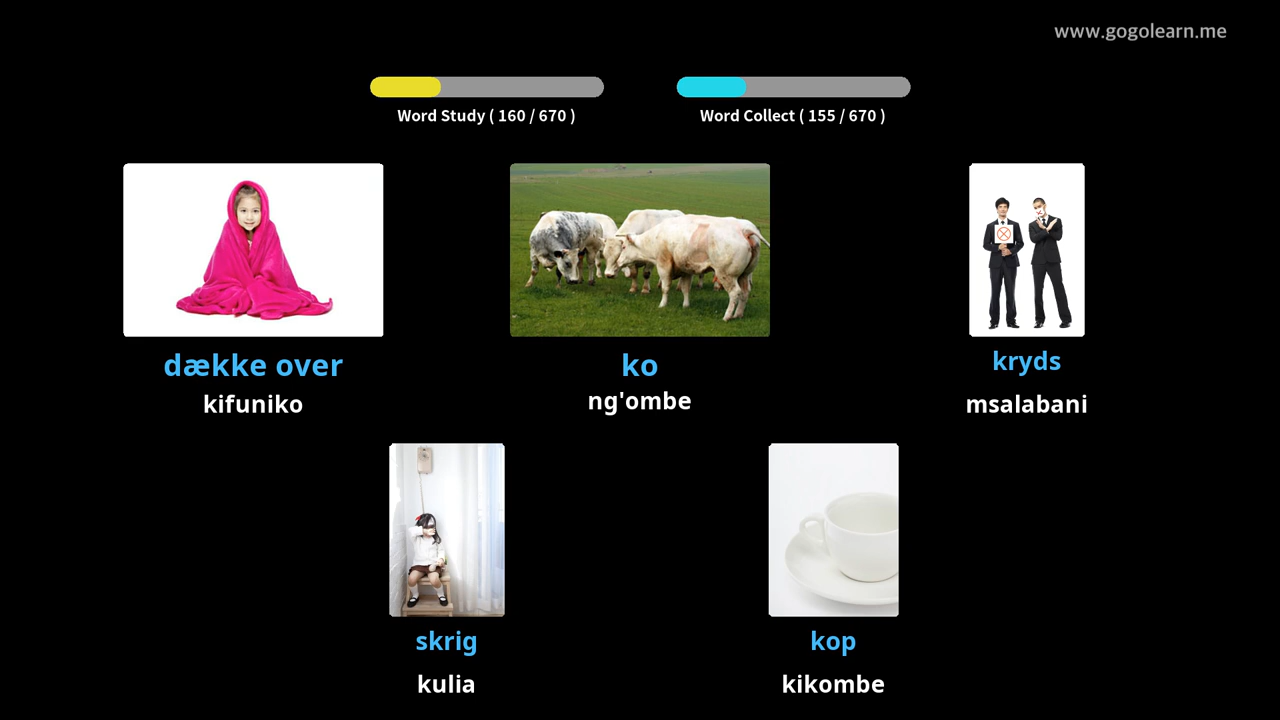 www.gogolearn.me
Word Study ( 160 / 670 )
Word Collect ( 155 / 670 )
dække over
kifuniko
ko
ng'ombe
kryds
msalabani
skrig
kulia
kop
kikombe